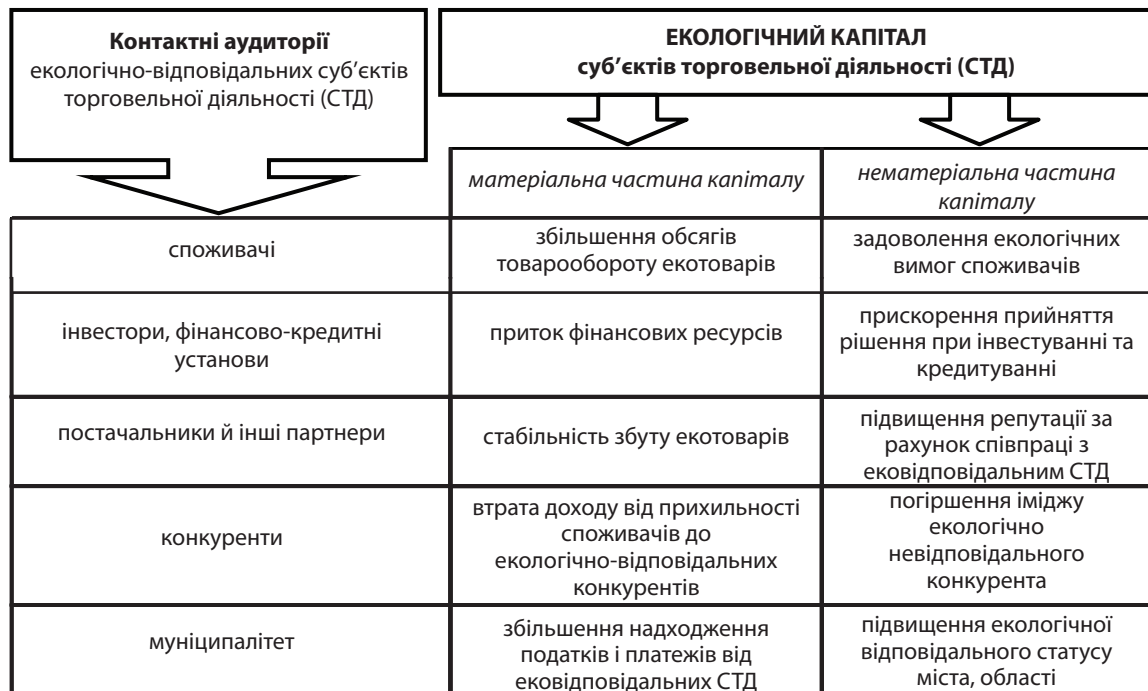 Контактні аудиторії
екологічно-відповідальних суб’єктів
торговельної діяльності (СТД)
ЕКОЛОГІЧНИЙ КАПІТАЛ
суб’єктів торговельної діяльності (СТД)
матеріальна частина капіталу
нематеріальна частина
капіталу
споживачі
збільшення обсягів
товарообороту екотоварів
задоволення екологічних
вимог споживачів
інвестори, фінансово-кредитні
установи
приток фінансових ресурсів
прискорення прийняття
рішення при інвестуванні та
кредитуванні
постачальники й інші партнери
стабільність збуту екотоварів
підвищення репутації за
рахунок співпраці з
ековідповідальним СТД
конкуренти
втрата доходу від прихильності
споживачів до
екологічно-відповідальних
конкурентів
погіршення іміджу
екологічно
невідповідального
конкурента
муніципалітет
збільшення надходження
податків і платежів від
ековідповідальних СТД
підвищення екологічної
відповідального статусу
міста, області